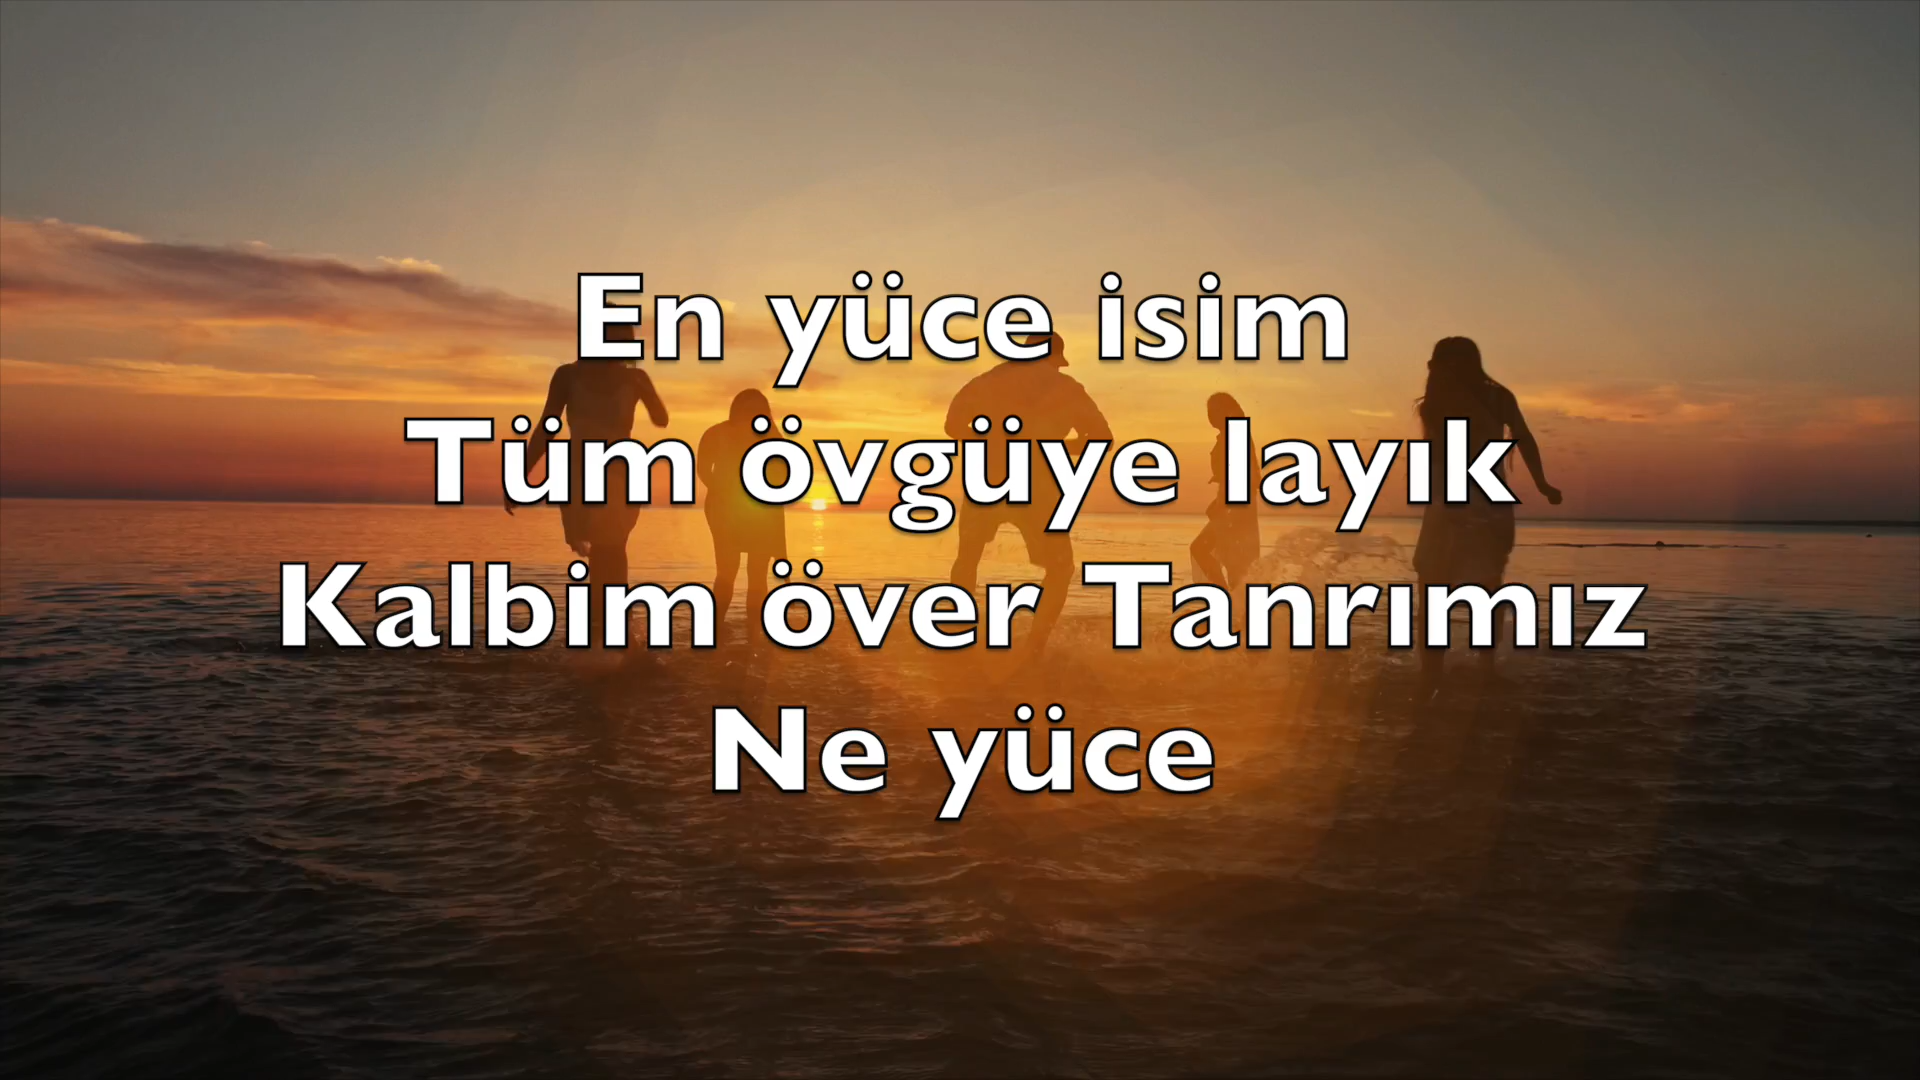 En yüce isim
Tüm övgüye layık
Kalbim över Tanrımız
Ne yüce